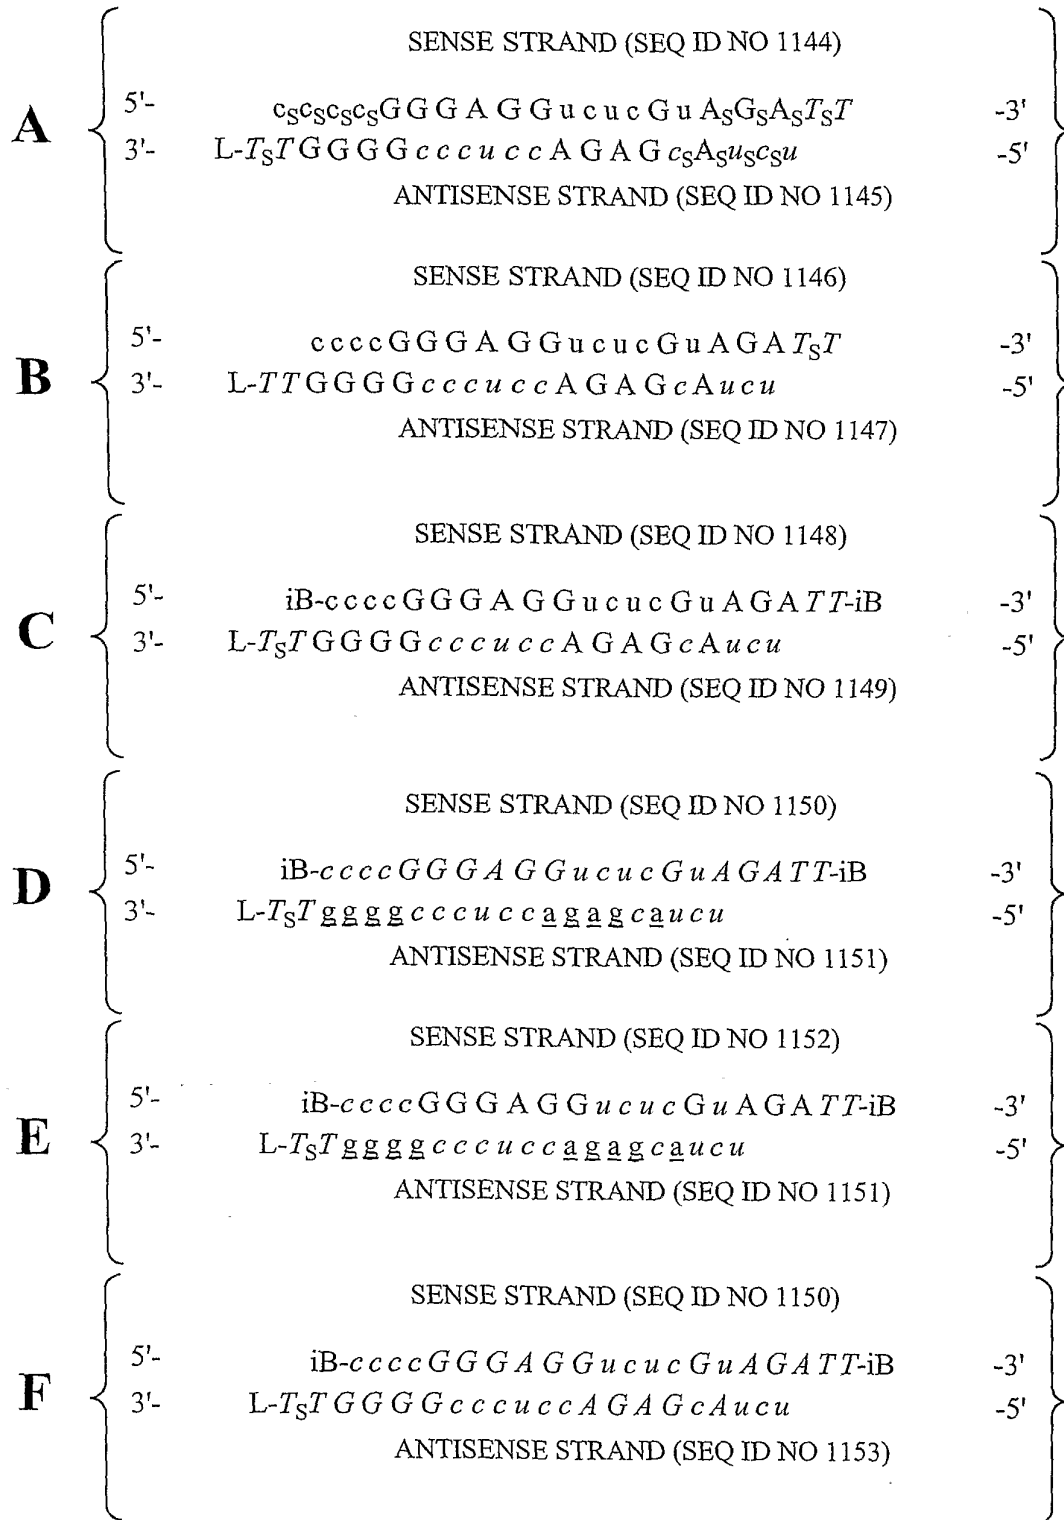 SENSE STRAND (SEQ ID NO 1144)
A
5'- cScScScSGGGAGGucucGuASGSASTST -3'
3'- L-TSTGGGGcccuccAGAGcSASuScSu -5'
ANTISENSE STRAND (SEQ ID NO 1145)
SENSE STRAND (SEQ ID NO 1146)
B
5'- ccccGGGAGGucucGuAGATST -3'
3'- L-TTGGGGcccuccAGAGcAucu -5'
ANTISENSE STRAND (SEQ ID NO 1147)
SENSE STRAND (SEQ ID NO 1148)
C
5'- iB-ccccGGGAGGucucGuAGATT-iB -3'
3'- L-TSTGGGGcccuccAGAGcAucu -5'
ANTISENSE STRAND (SEQ ID NO 1149)
SENSE STRAND (SEQ ID NO 1150)
D
5'- iB-ccccGGGAGGucucGuAGATT-iB -3'
3'- L-TSTggggcccuccagagcaucu -5'
ANTISENSE STRAND (SEQ ID NO 1151)
SENSE STRAND (SEQ ID NO 1152)
E
5'- iB-ccccGGGAGGucucGuAGATT-iB -3'
3'- L-TSTggggcccuccagagcaucu -5'
ANTISENSE STRAND (SEQ ID NO 1151)
SENSE STRAND (SEQ ID NO 1150)
F
5'- iB-ccccGGGAGGucucGuAGATT-iB -3'
3'- L-TSTGGGGcccuccAGAGcAucu -5'
ANTISENSE STRAND (SEQ ID NO 1153)